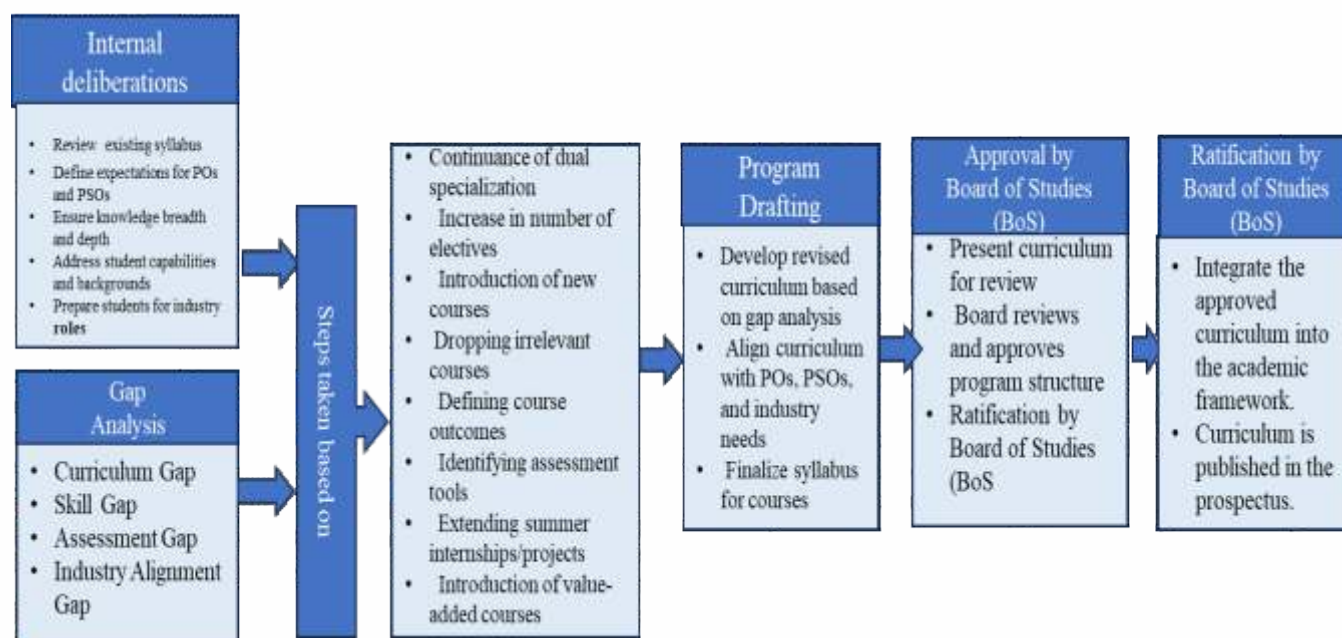 Internal
deliberations
• Review existing syllabus
• Define expectations for POs
and PSOs
• Ensure knowledge breadth
and depth
• Address student capabilities
and backgrounds
• Prepare students for industry
roles
Gap
Analysis
• Curriculum Gap
• Skill Gap
• Assessment Gap
• Industry Alignment
Gap
Steps taken based on
• Continuance of dual
specialization
• Increase in number of
electives
• Introduction of new
courses
• Dropping irrelevant
courses
• Defining course
outcomes
• Identifying assessment
tools
• Extending summer
internships/projects
• Introduction of value-
added courses
Program
Drafting
• Develop revised
curriculum based
on gap analysis
• Align curriculum
with POs, PSOs,
and industry
needs
• Finalize syllabus
for courses
Approval by
Board of Studies
(BoS)
• Present curriculum
for review
• Board reviews
and approves
program structure
• Ratification by
Board of Studies
(BoS
Ratification by
Board of Studies
(BoS)
• Integrate the
approved
curriculum into
the academic
framework.
• Curriculum is
published in the
prospectus.